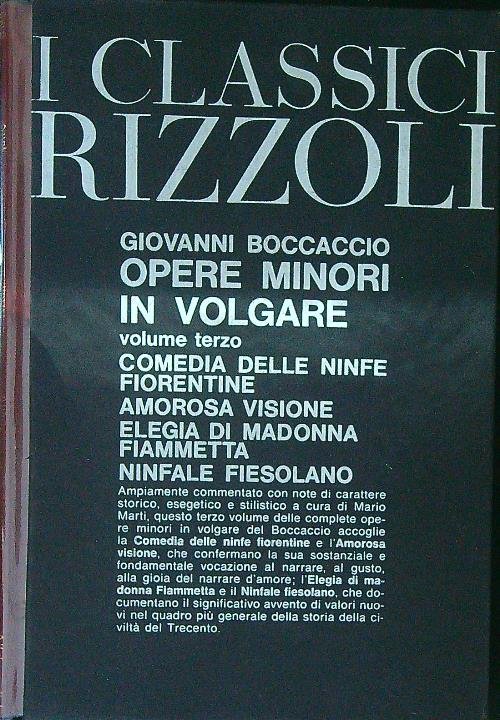 I CLASSICI
RIZZOLI
GIOVANNI BOCCACCIO
OPERE MINORI
IN VOLGARE
volume terzo
COMEDIA DELLE NINFE
FIORENTINE
AMOROSA VISIONE
ELEGIA DI MADONNA
FIAMMETTA
NINFALE FIESOLANO
Ampiamente commentato con note di carattere
storico, esegetico e stilistico a cura di Mario
Marti, questo terzo volume delle complete ope-
re minori in volgare del Boccaccio accoglie
la Comedia delle ninfe fiorentine e l'Amorosa
visione, che confermano la sua sostanziale e
fondamentale vocazione al narrare, al gusto,
alla gioia del narrare d'amore; l'Elegia di ma-
donna Fiammetta e il Ninfale fiesolano, che do-
cumentano il significativo avvento di valori nuo-
vi nel quadro più generale della storia della ci-
viltà del Trecento.